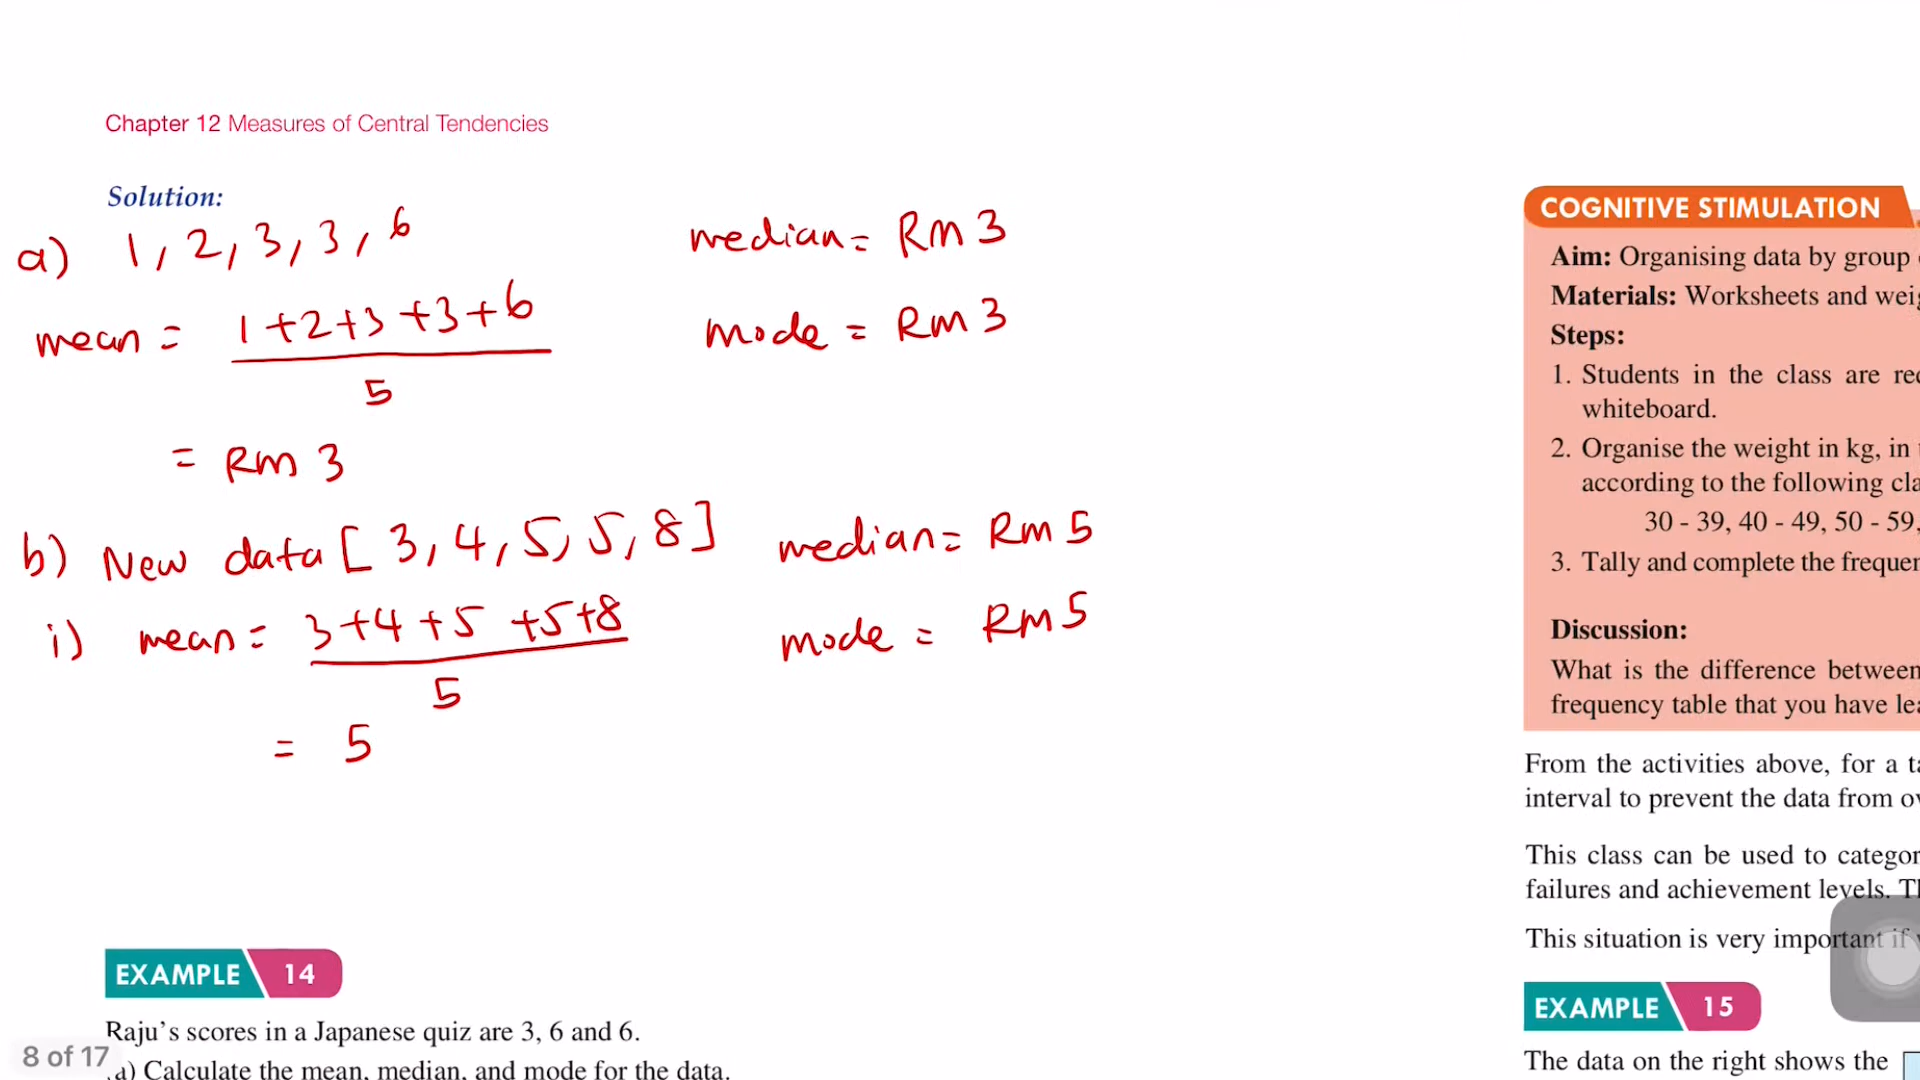 Chapter 12 Measures of Central Tendencies
Solution:
a) 1, 2, 3, 3, 6
mean = 1+2+3+3+6
5
= Rm 3
median = Rm 3
mode = Rm 3
b) New data [ 3, 4, 5, 5, 8 ]
i) mean = 3+4+5+5+8
5
= 5
median = Rm 5
mode = Rm 5
EXAMPLE 14
Raju's scores in a Japanese quiz are 3, 6 and 6.
a) Calculate the mean, median, and mode for the data.
8 of 17
COGNITIVE STIMULATION
Aim: Organising data by group
Materials: Worksheets and
Steps:
1. Students in the class are
whiteboard.
2. Organise the weight in kg, in
according to the following
30 - 39, 40 - 49, 50 - 59,
3. Tally and complete the
Discussion:
What is the difference between
frequency table that you have
From the activities above, for a
interval to prevent the data from
This class can be used to
failures and achievement levels.
This situation is very important if
EXAMPLE 15
The data on the right shows the